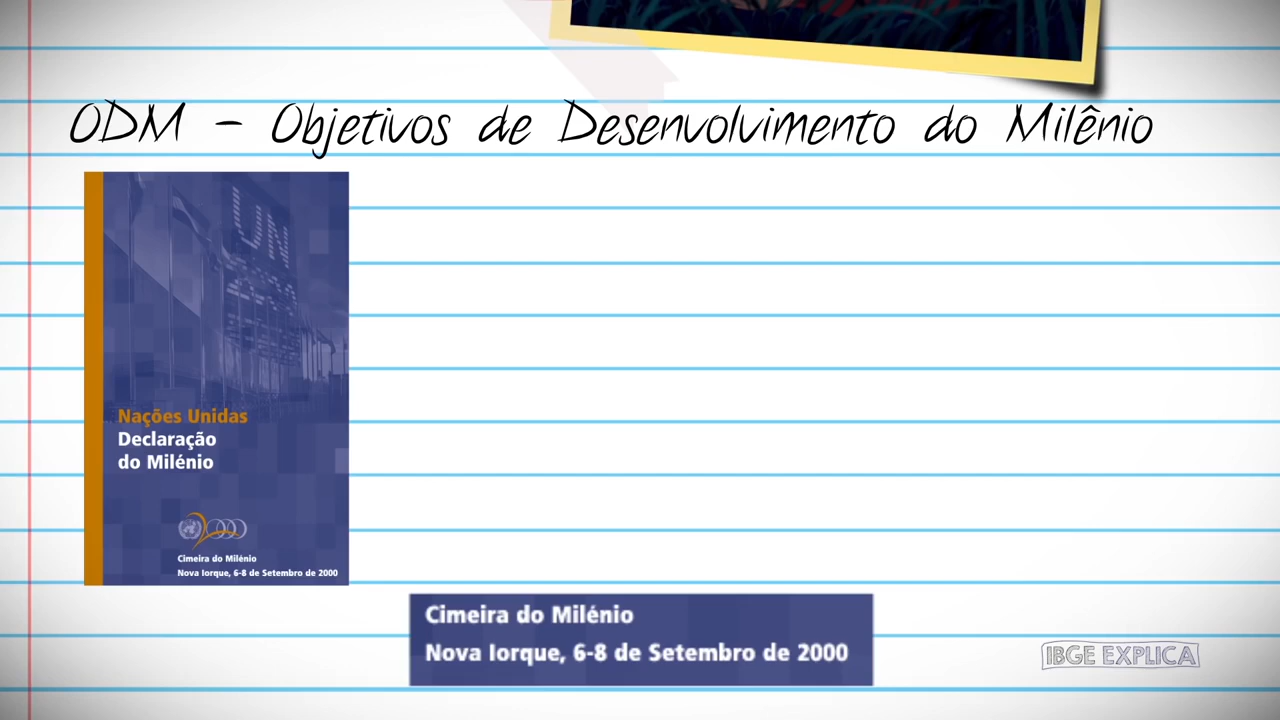 ODM - Objetivos de Desenvolvimento do Milênio
UN
Nações Unidas
Declaração
do Milénio
Cimeira do Milénio
Nova Iorque, 6-8 de Setembro de 2000
Cimeira do Milénio
Nova Iorque, 6-8 de Setembro de 2000
IBGE EXPLICA